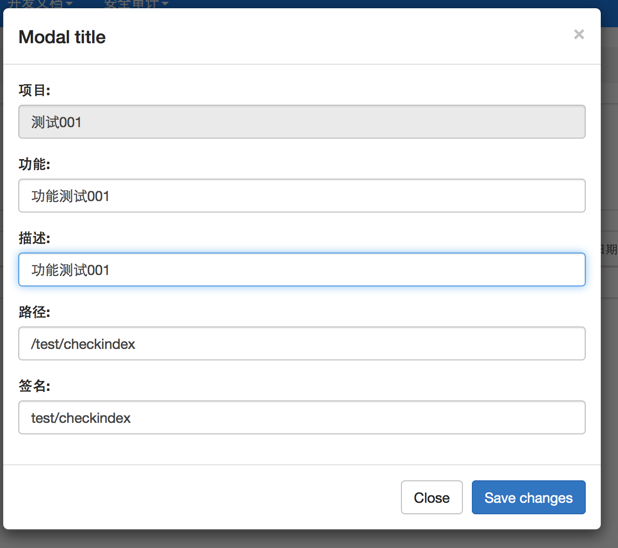 开发文档 安全审计
Modal title
×
项目:
测试001
功能:
功能测试001
日期
描述:
功能测试001
路径:
/test/checkindex
签名:
test/checkindex
Close Save changes